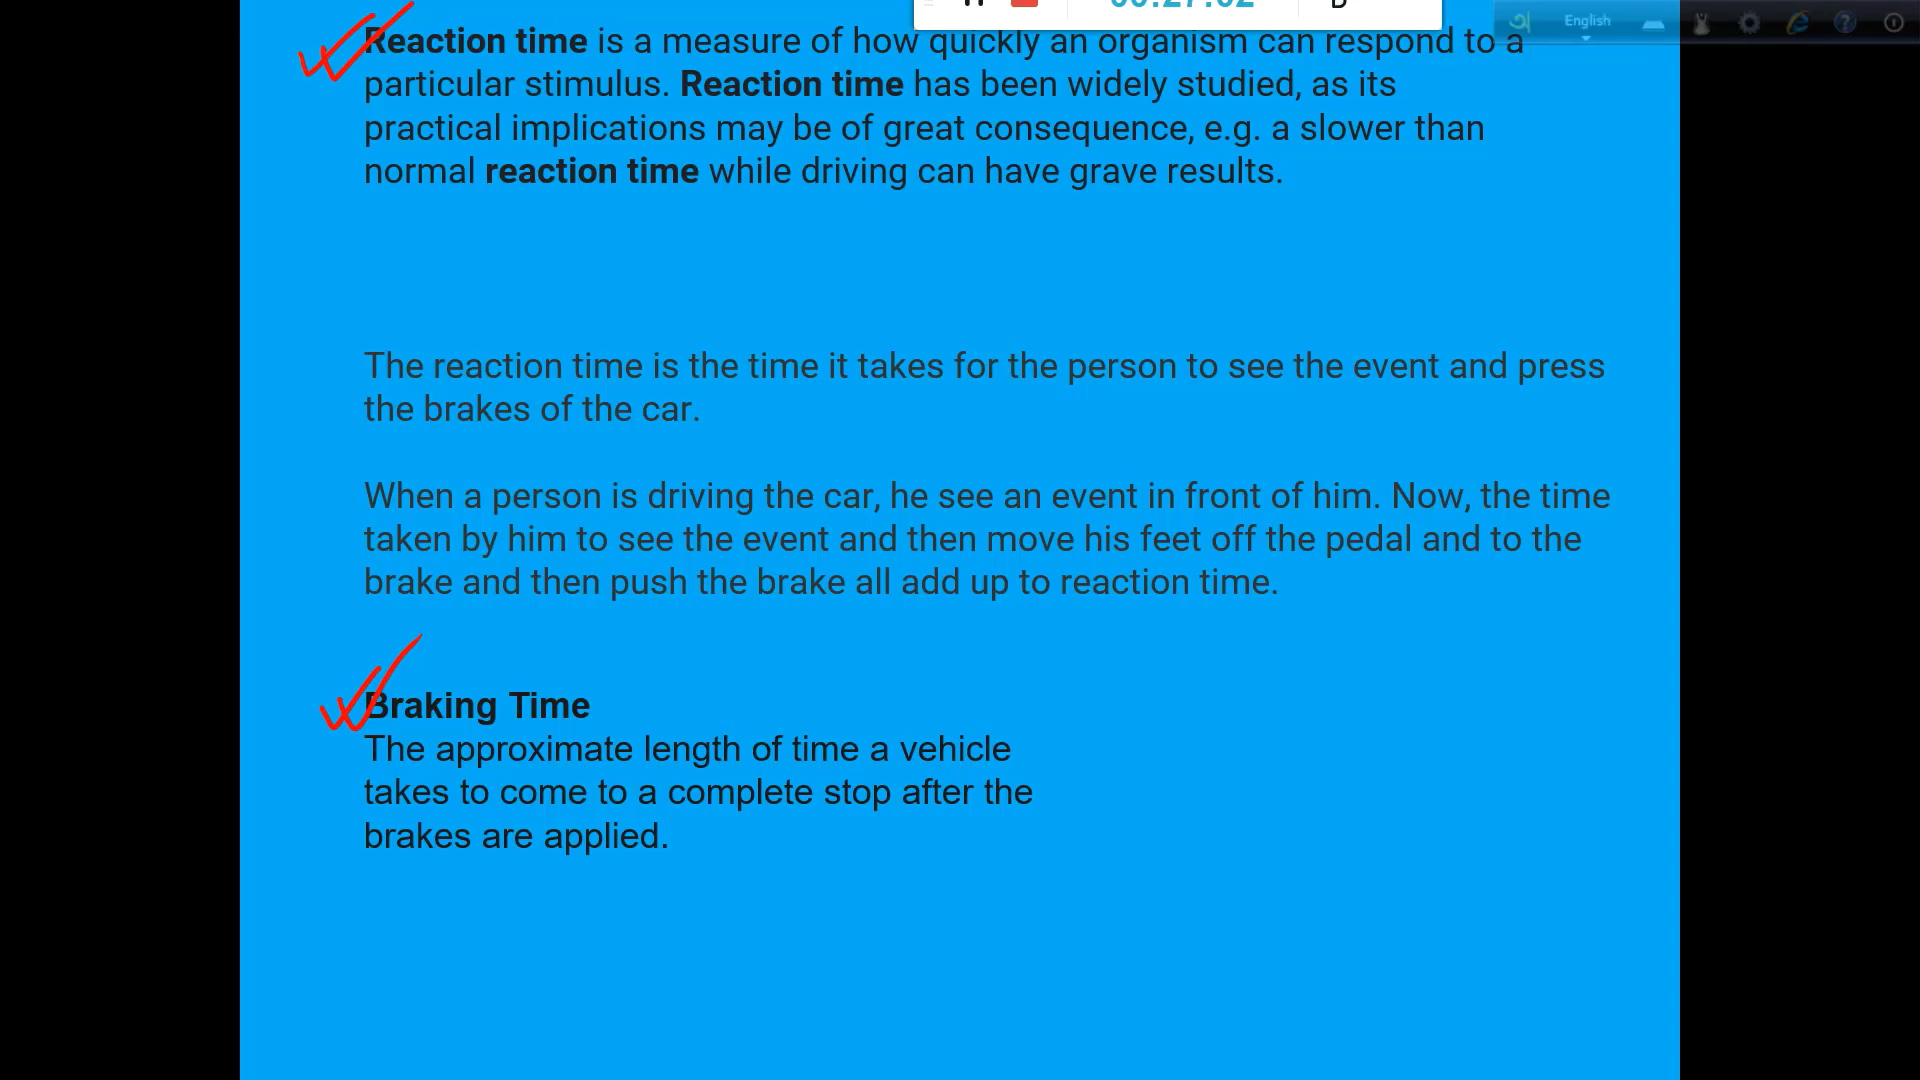 English
Reaction time is a measure of how quickly an organism can respond to a
particular stimulus. Reaction time has been widely studied, as its
practical implications may be of great consequence, e.g. a slower than
normal reaction time while driving can have grave results.
The reaction time is the time it takes for the person to see the event and press
the brakes of the car.
When a person is driving the car, he see an event in front of him. Now, the time
taken by him to see the event and then move his feet off the pedal and to the
brake and then push the brake all add up to reaction time.
Braking Time
The approximate length of time a vehicle
takes to come to a complete stop after the
brakes are applied.